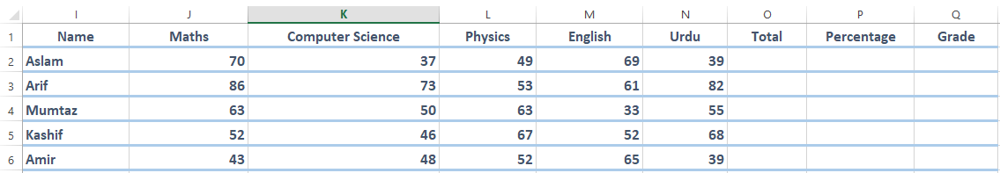 I J K L M N O P Q
1 Name Maths Computer Science Physics English Urdu Total Percentage Grade
2 Aslam 70 37 49 69 39
3 Arif 86 73 53 61 82
4 Mumtaz 63 50 63 33 55
5 Kashif 52 46 67 52 68
6 Amir 43 48 52 65 39